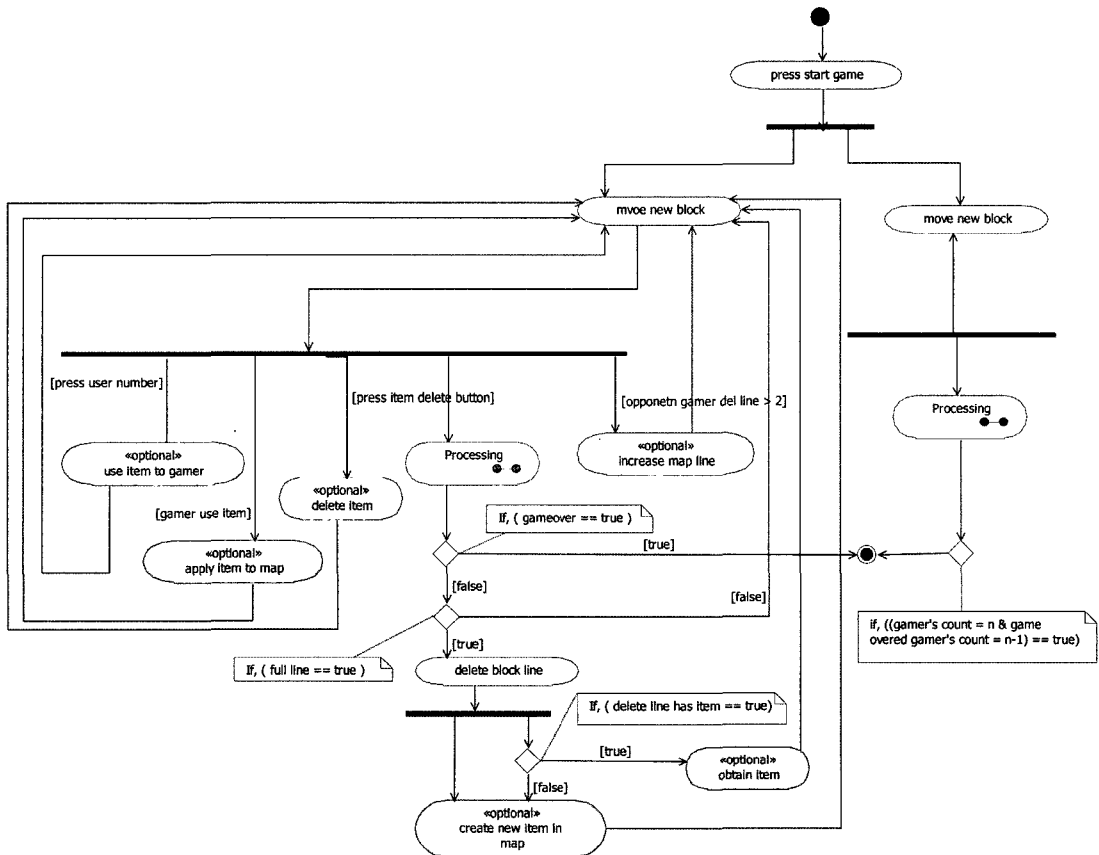 press start game
mvoe new block
move new block
[press user number]
[press item delete button]
[opponetn gamer del line > 2]
Processing
Processing
«optional»
use item to gamer
«optional»
increase map line
«optional»
delete item
[gamer use item]
If, ( gameover == true )
«optional»
apply item to map
[true]
[false]
[false]
if, ((gamer's count = n & game
overed gamer's count = n-1) == true)
[true]
If, ( full line == true )
delete block line
If, ( delete line has item == true)
[true]
«optional»
obtain item
[false]
«optional»
create new item in
map